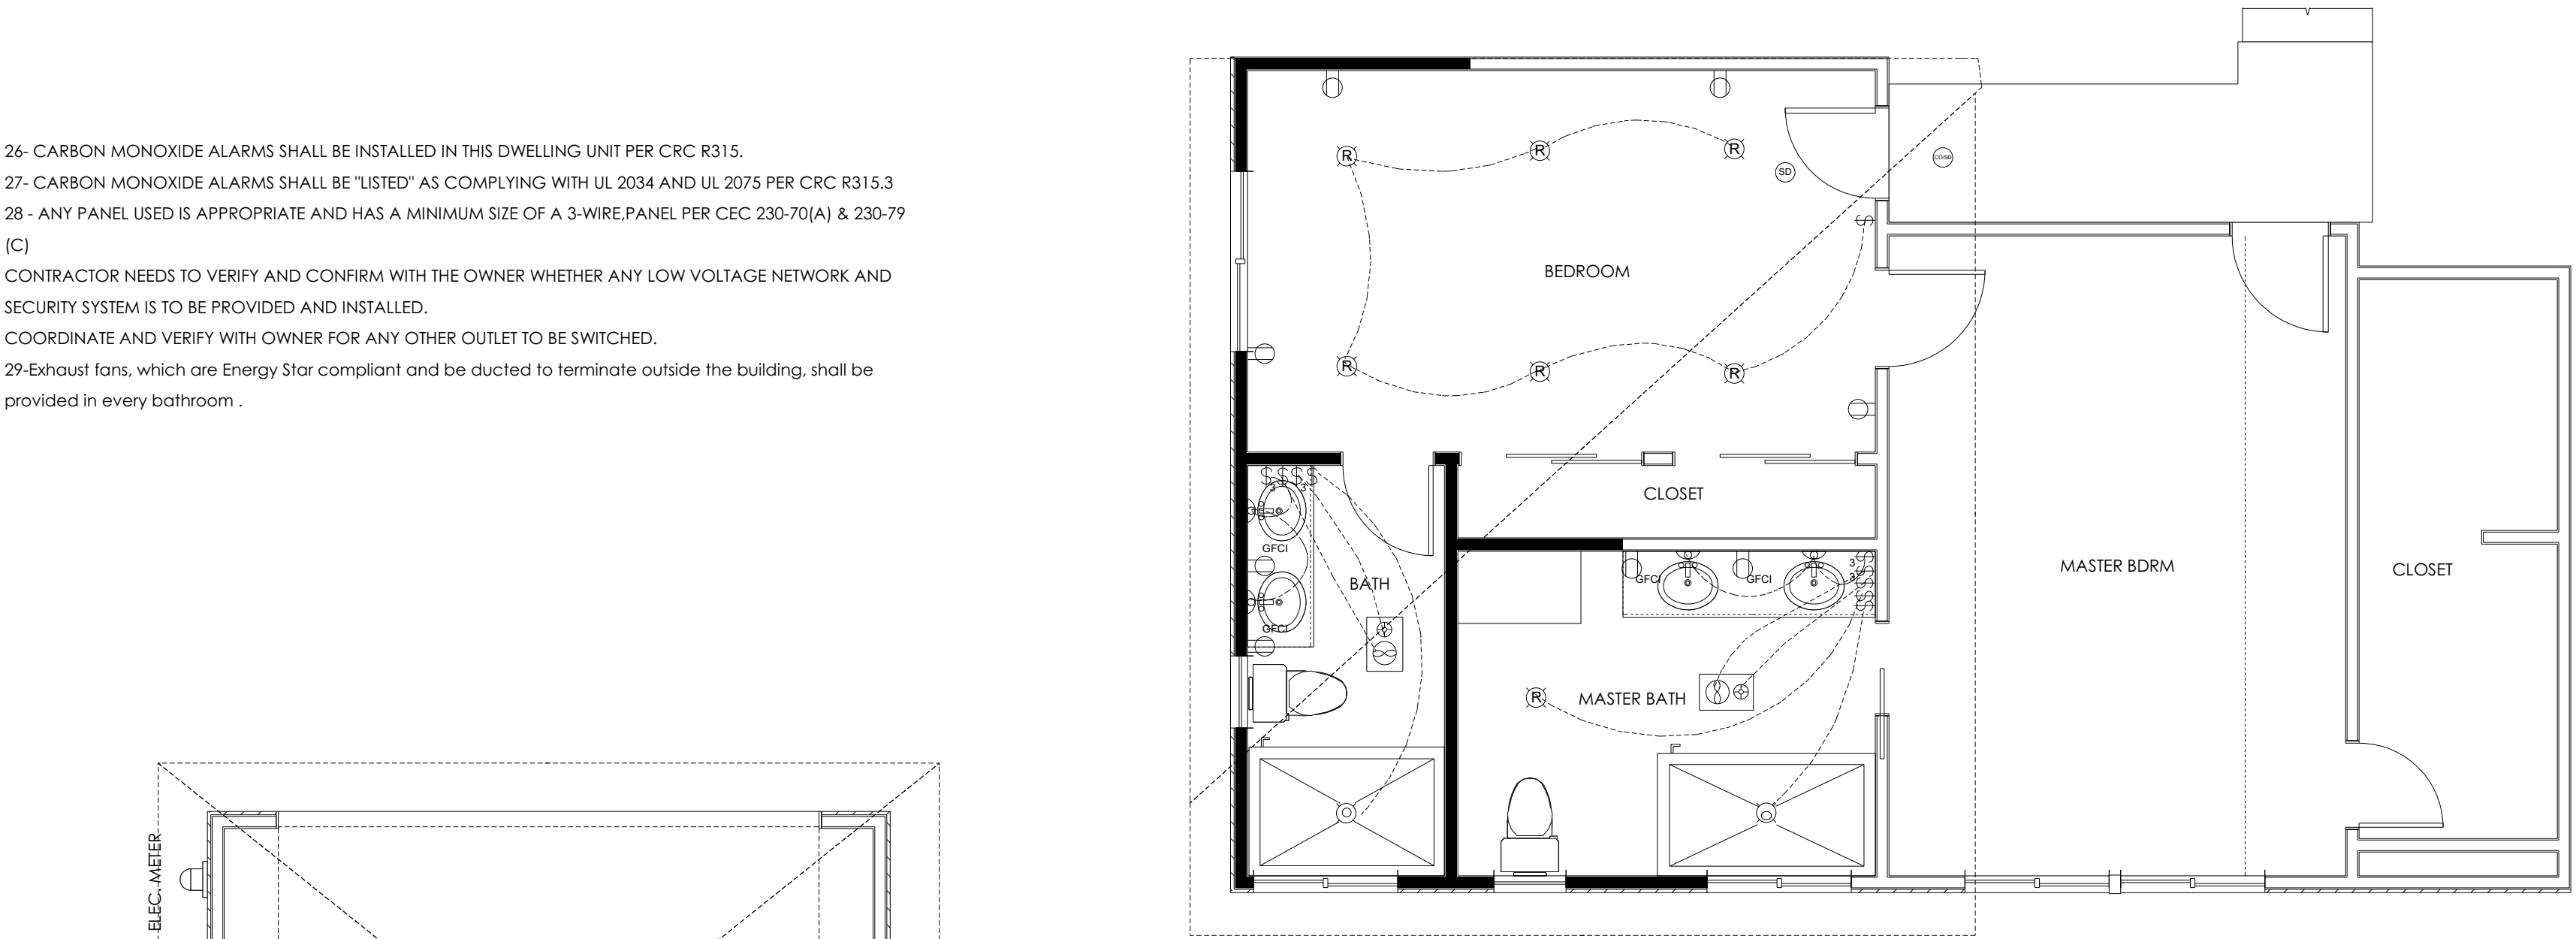 26- CARBON MONOXIDE ALARMS SHALL BE INSTALLED IN THIS DWELLING UNIT PER CRC R315.
27- CARBON MONOXIDE ALARMS SHALL BE "LISTED" AS COMPLYING WITH UL 2034 AND UL 2075 PER CRC R315.3
28 - ANY PANEL USED IS APPROPRIATE AND HAS A MINIMUM SIZE OF A 3-WIRE,PANEL PER CEC 230-70(A) & 230-79
(C)
CONTRACTOR NEEDS TO VERIFY AND CONFIRM WITH THE OWNER WHETHER ANY LOW VOLTAGE NETWORK AND
SECURITY SYSTEM IS TO BE PROVIDED AND INSTALLED.
COORDINATE AND VERIFY WITH OWNER FOR ANY OTHER OUTLET TO BE SWITCHED.
29-Exhaust fans, which are Energy Star compliant and be ducted to terminate outside the building, shall be
provided in every bathroom .
ELEC. METER
R
R
R
SD
CO/SD
$
BEDROOM
R
R
R
$ $ $ $
3
3
CLOSET
GFCI
BATH
GFCI
GFCI
GFCI
3
3
$
$
$
$
MASTER BDRM
CLOSET
R
MASTER BATH